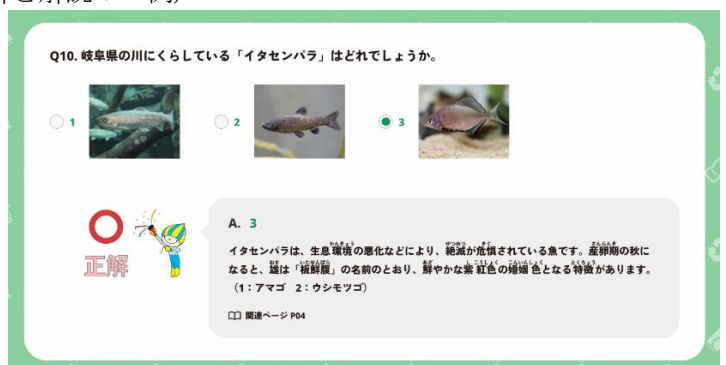 Q10. 岐阜県の川にくらしている「イタセンパラ」はどれでしょうか。
1
2
3
正解
A. 3
イタセンパラは、生息環境の悪化などにより、絶滅が危惧されている魚です。産卵期の秋に
なると、雄は「板鮮腹」の名前のとおり、鮮やかな紫紅色の婚姻色となる特徴があります。
（1：アマゴ 2：ウシモツゴ）
関連ページ P04